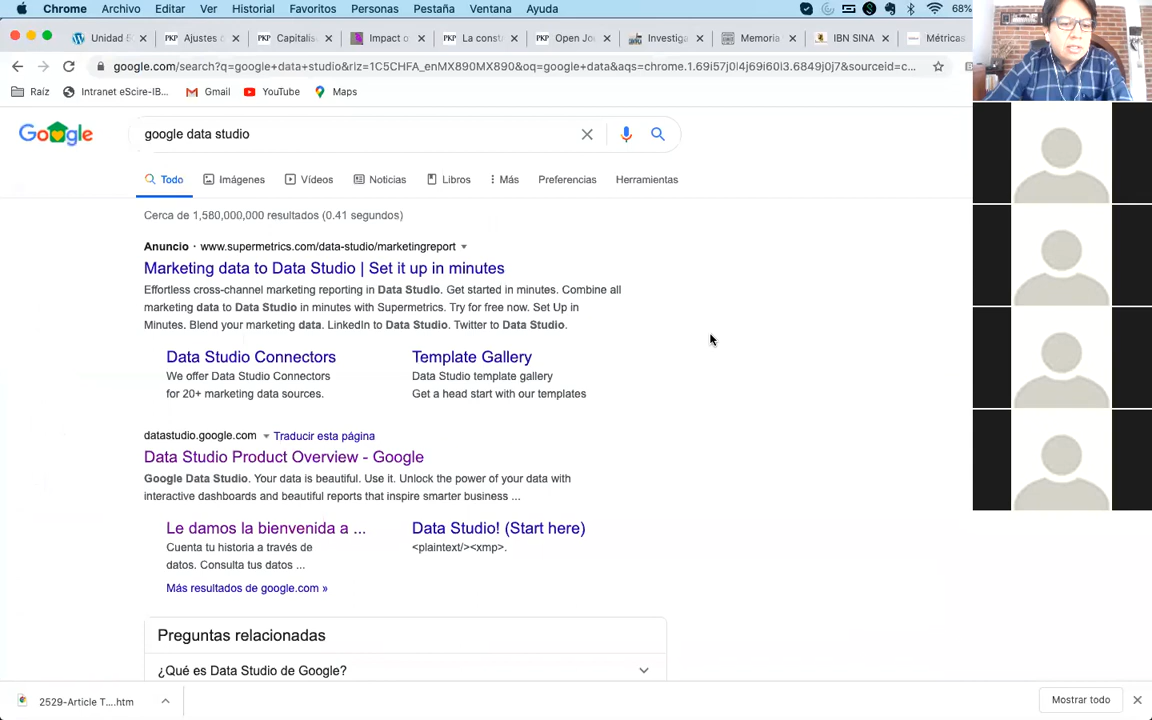 Chrome Archivo Editar Ver Historial Favoritos Personas Pestaña Ventana Ayuda 68%
Unidad PKP Ajustes PKP Capitalis Impact PKP La cons PKP Open Jo Investiga Memoria IBN SINA Métricas
google.com/search?q=google+data+studio&rlz=1C5CHFA_enMX890MX890&oq=google+data&aqs=chrome.1.69i57j0l4j69i60l3.6849j0j7&sourceid=c...
Raíz Intranet eScire-IB... Gmail YouTube Maps
Google google data studio
Todo Imágenes Vídeos Noticias Libros Más Preferencias Herramientas
Cerca de 1,580,000,000 resultados (0.41 segundos)
Anuncio · www.supermetrics.com/data-studio/marketingreport
Marketing data to Data Studio | Set it up in minutes
Effortless cross-channel marketing reporting in Data Studio. Get started in minutes. Combine all
marketing data to Data Studio in minutes with Supermetrics. Try for free now. Set Up in
Minutes. Blend your marketing data. LinkedIn to Data Studio. Twitter to Data Studio.
Data Studio Connectors
We offer Data Studio Connectors
for 20+ marketing data sources.
Template Gallery
Data Studio template gallery
Get a head start with our templates
datastudio.google.com Traducir esta página
Data Studio Product Overview - Google
Google Data Studio. Your data is beautiful. Use it. Unlock the power of your data with
interactive dashboards and beautiful reports that inspire smarter business ...
Le damos la bienvenida a ...
Cuenta tu historia a través de
datos. Consulta tus datos ...
Data Studio! (Start here)
<plaintext/><xmp>.
Más resultados de google.com »
Preguntas relacionadas
¿Qué es Data Studio de Google?
2529-Article T....htm Mostrar todo